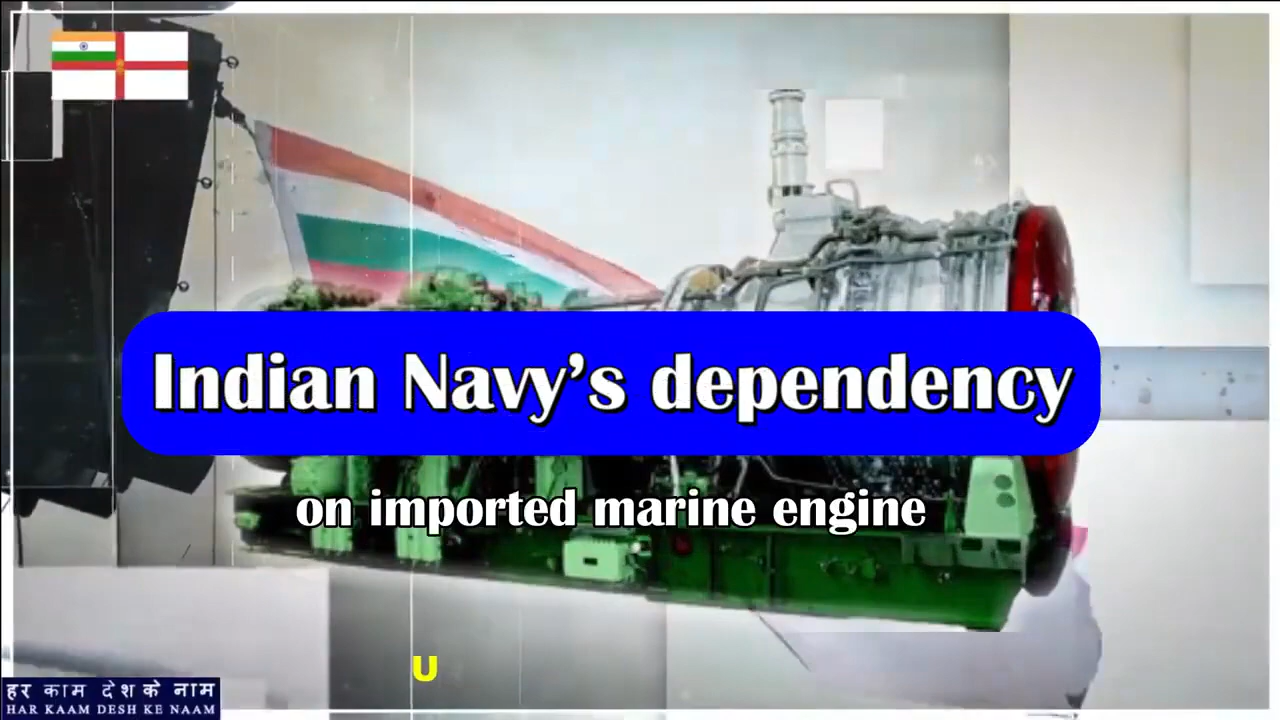 Indian Navy’s dependency
on imported marine engine
U
हर काम देश के नाम
HAR KAAM DESH KE NAAM